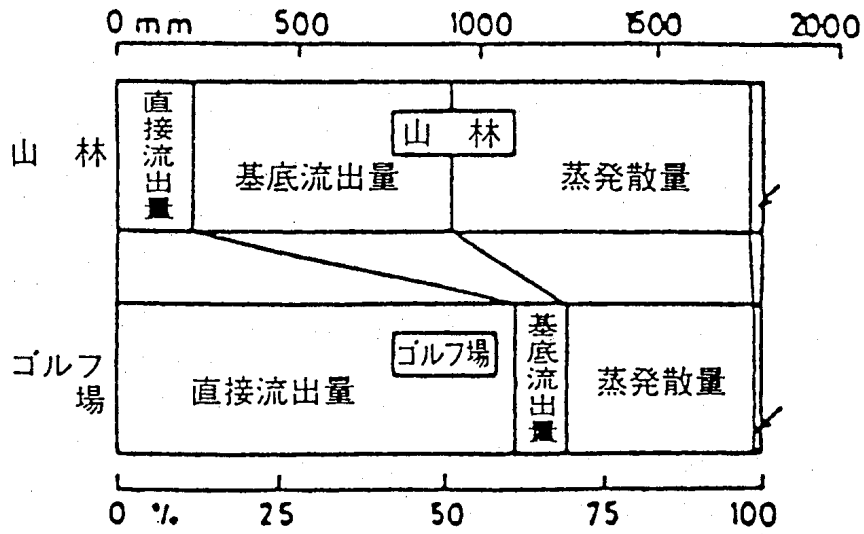 0 mm 500 1000 1500 2000
山林
直接流出量
基底流出量
山林
蒸発散量
ゴルフ場
直接流出量
ゴルフ場
基底流出量
蒸発散量
0 % 25 50 75 100